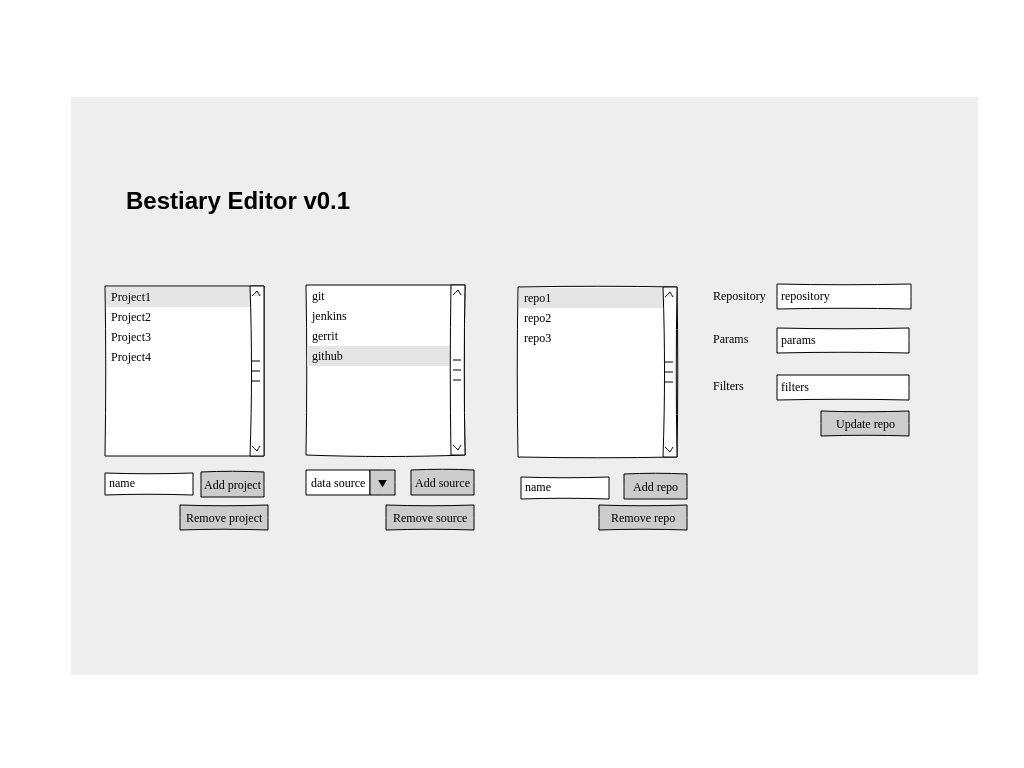 Bestiary Editor v0.1
Project1
Project2
Project3
Project4
name
Add project
Remove project
git
jenkins
gerrit
github
data source
Add source
Remove source
repo1
repo2
repo3
name
Add repo
Remove repo
Repository
repository
Params
params
Filters
filters
Update repo